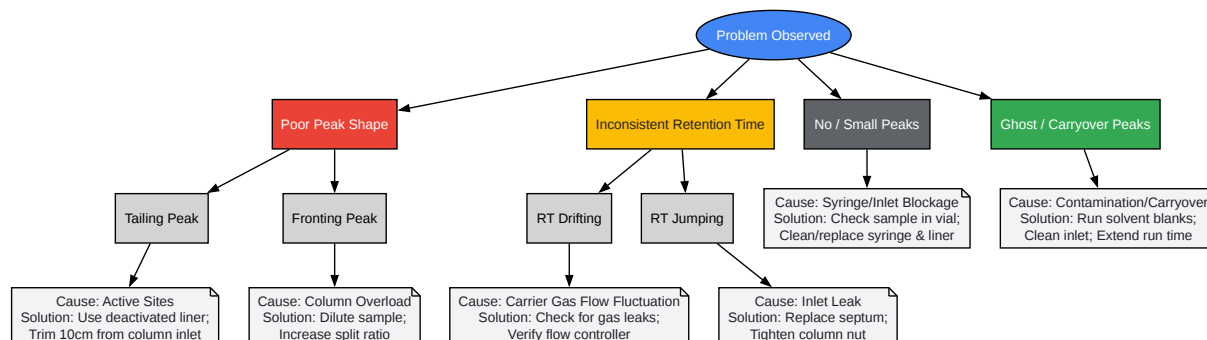 Problem Observed
Poor Peak Shape
Inconsistent Retention Time
No / Small Peaks
Ghost / Carryover Peaks
Tailing Peak
Fronting Peak
RT Drifting
RT Jumping
Cause: Syringe/Inlet Blockage
Solution: Check sample in vial;
Clean/replace syringe & liner
Cause: Contamination/Carryover
Solution: Run solvent blanks;
Clean inlet; Extend run time
Cause: Active Sites
Solution: Use deactivated liner;
Trim 10cm from column inlet
Cause: Column Overload
Solution: Dilute sample;
Increase split ratio
Cause: Carrier Gas Flow Fluctuation
Solution: Check for gas leaks;
Verify flow controller
Cause: Inlet Leak
Solution: Replace septum;
Tighten column nut